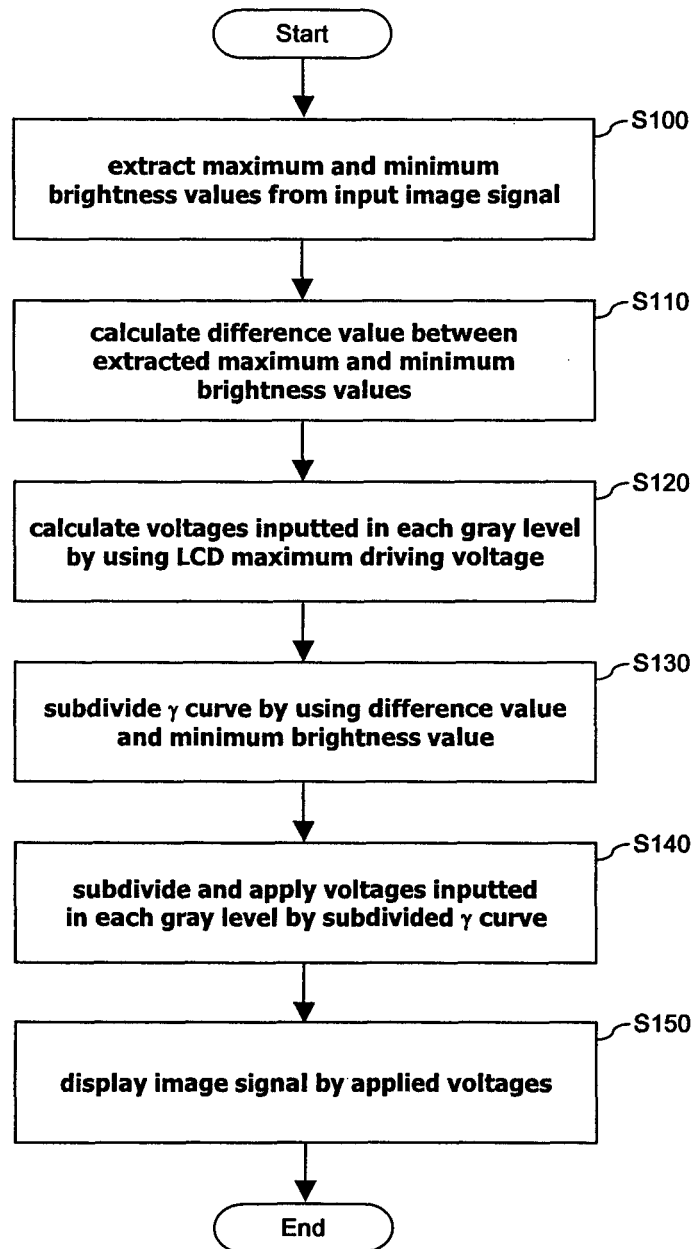 Start
S100
extract maximum and minimum
brightness values from input image signal
S110
calculate difference value between
extracted maximum and minimum
brightness values
S120
calculate voltages inputted in each gray level
by using LCD maximum driving voltage
S130
subdivide γ curve by using difference value
and minimum brightness value
S140
subdivide and apply voltages inputted
in each gray level by subdivided γ curve
S150
display image signal by applied voltages
End